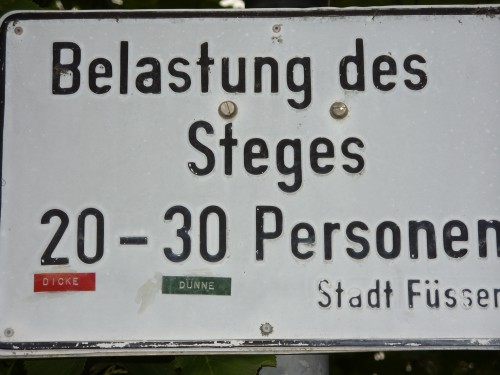 Belastung des
Steges
20-30 Personen
DICKE DÜNNE
Stadt Füssen